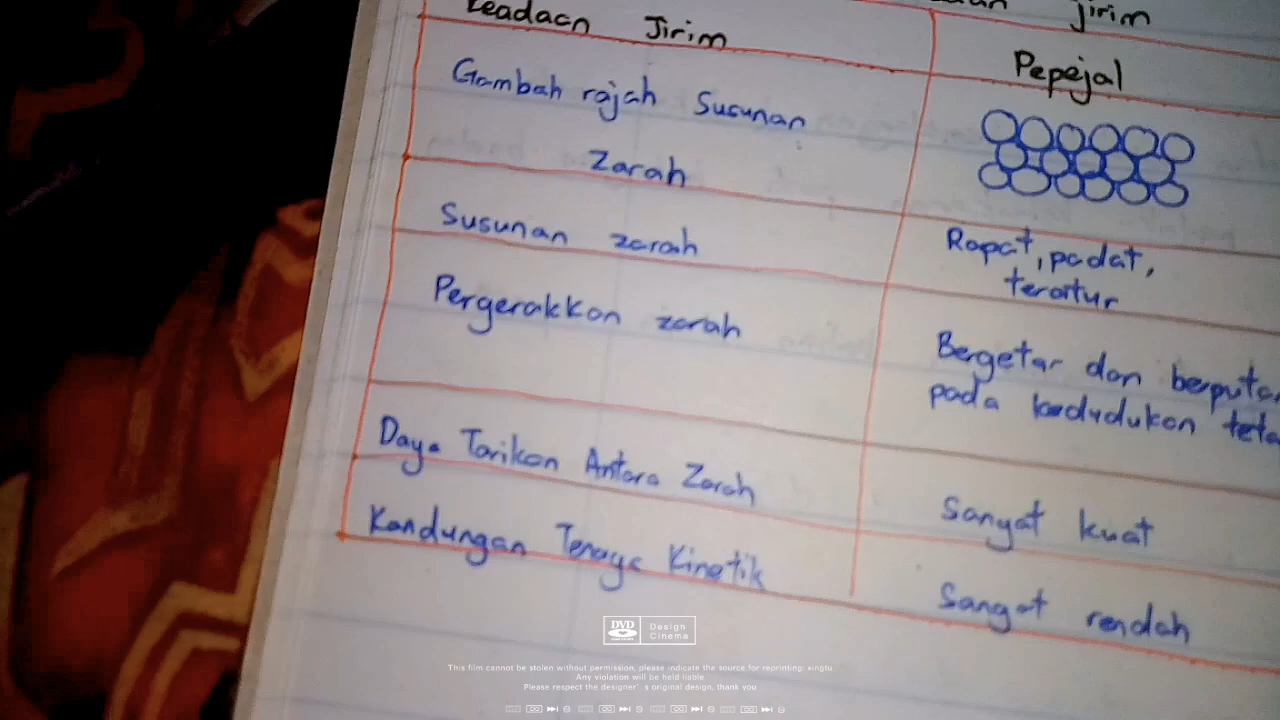 Keadaan Jirim
jirim
Pepejal
Gambah rajah Susunan
Zarah
Susunan zarah
Rapat, padat,
teratur
Pergerakkan zarah
Bergetar dan berputar
pada kedudukan
Daya Tarikan Antara Zarah
Sangat kuat
Kandungan Tenaga Kinetik
Sangat rendah
DVD
Design
Cinema
This film cannot be stolen without permission, please indicate the source for reprinting: xingtu
Any violation will be held liable
Please respect the designer's original design, thank you